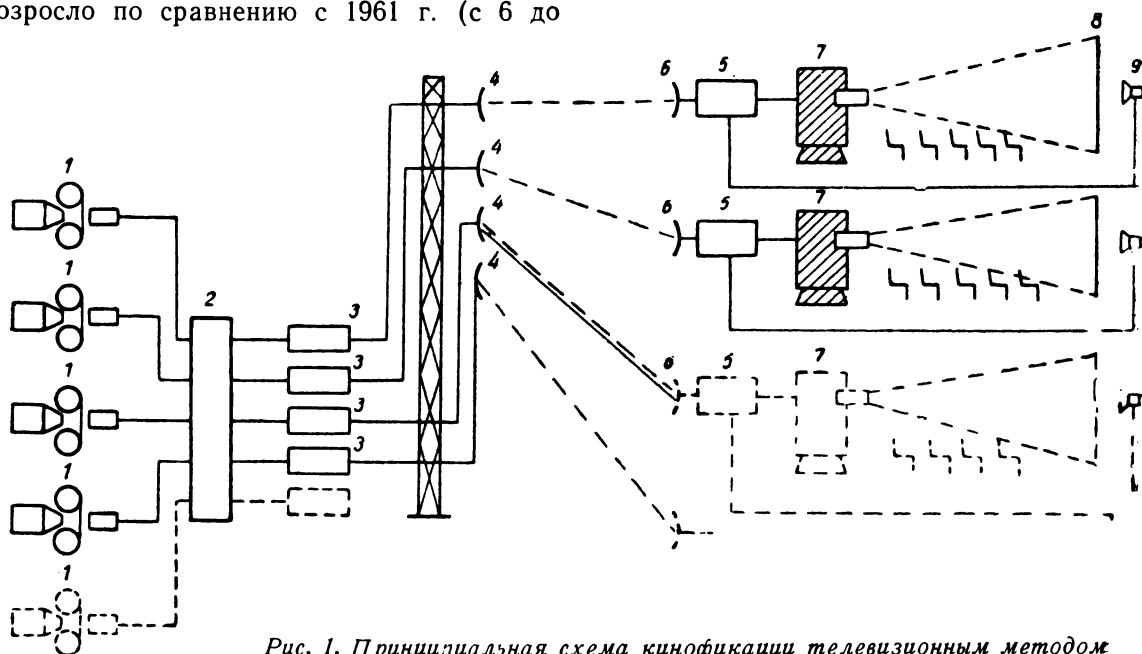 озросло по сравнению с 1961 г. (с 6 до
4 6 5 7 8 9
1 4 6 5 7
1 2 3 4
3 4 6 5 7
1 3
1 3
1
Рис. 1. Принципиальная схема кинофикации телевизионным методом